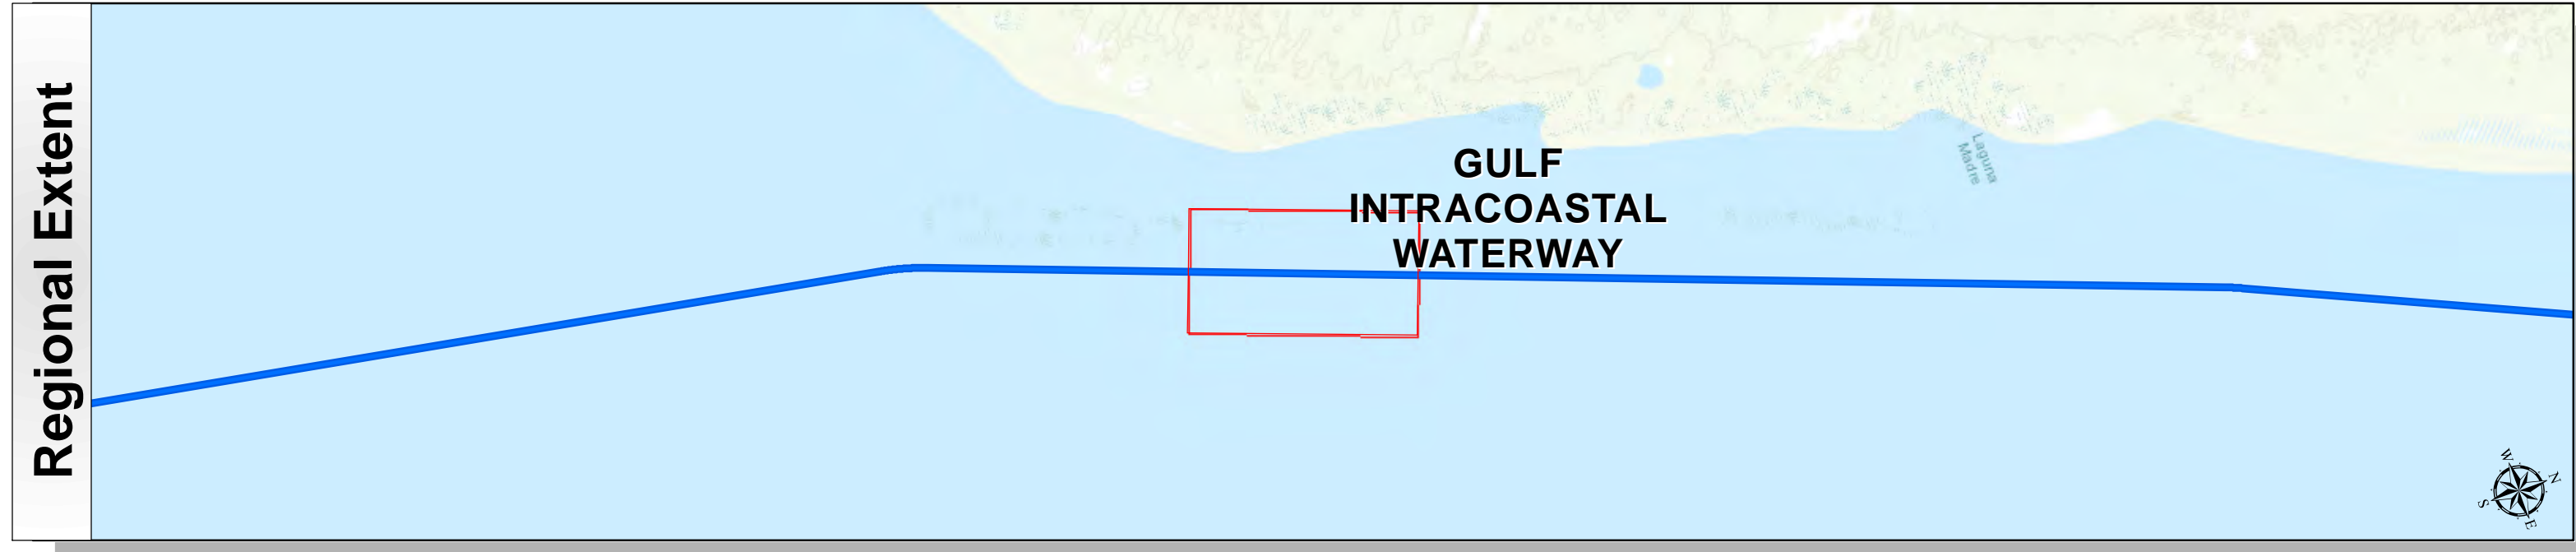 Regional Extent
GULF
INTRACOASTAL
WATERWAY
Laguna
Madre
W
N
S
E